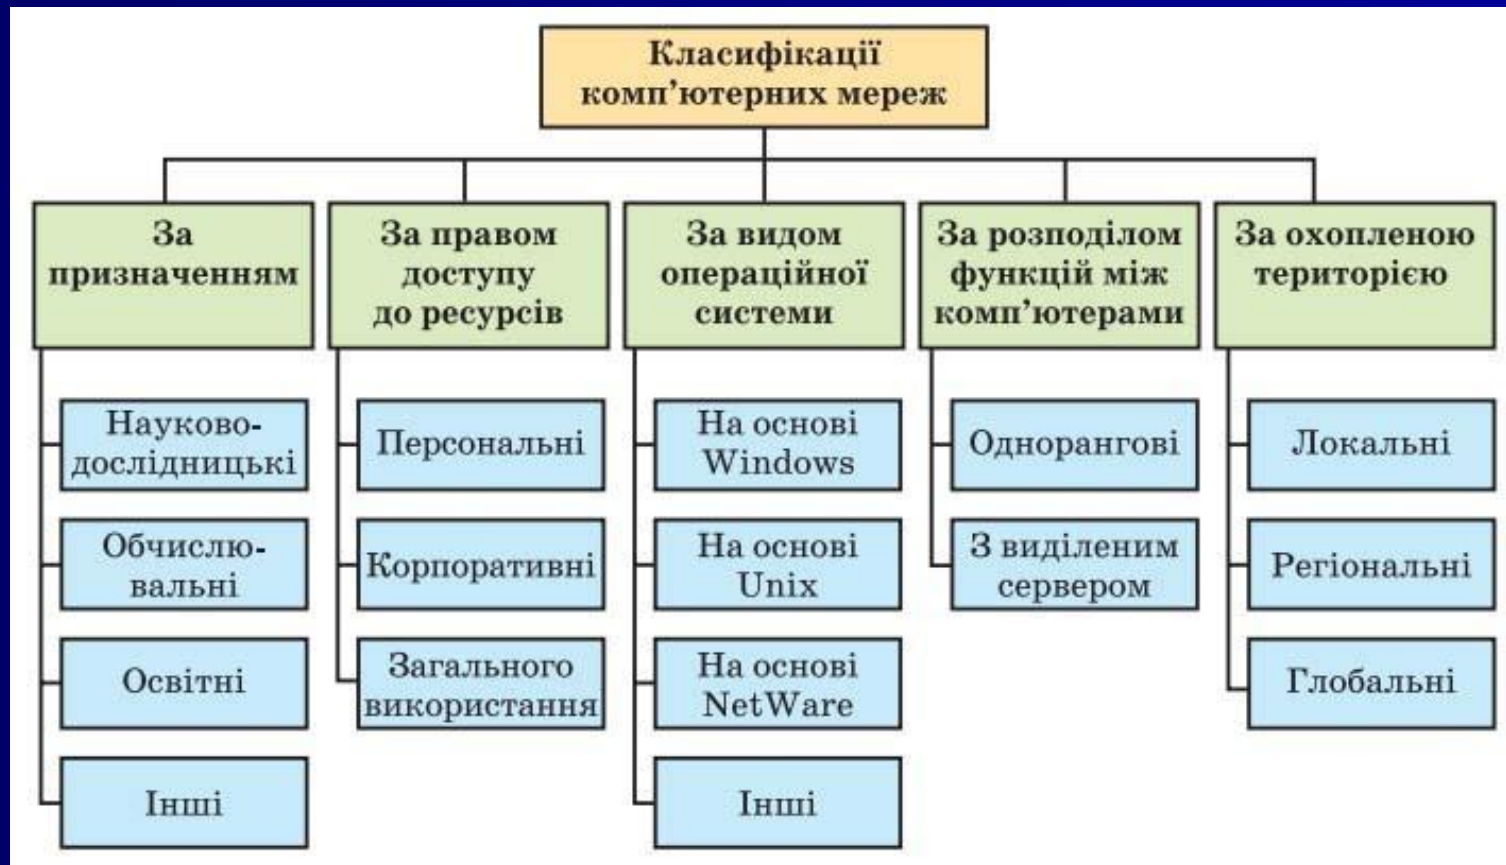 Класифікації
комп’ютерних мереж
За
призначенням
Науково-
дослідницькі
Обчислю-
вальні
Освітні
Інші
За правом
доступу
до ресурсів
Персональні
Корпоративні
Загального
використання
За видом
операційної
системи
На основі
Windows
На основі
Unix
На основі
NetWare
Інші
За розподілом
функцій між
комп’ютерами
Однорангові
З виділеним
сервером
За охопленою
територією
Локальні
Регіональні
Глобальні